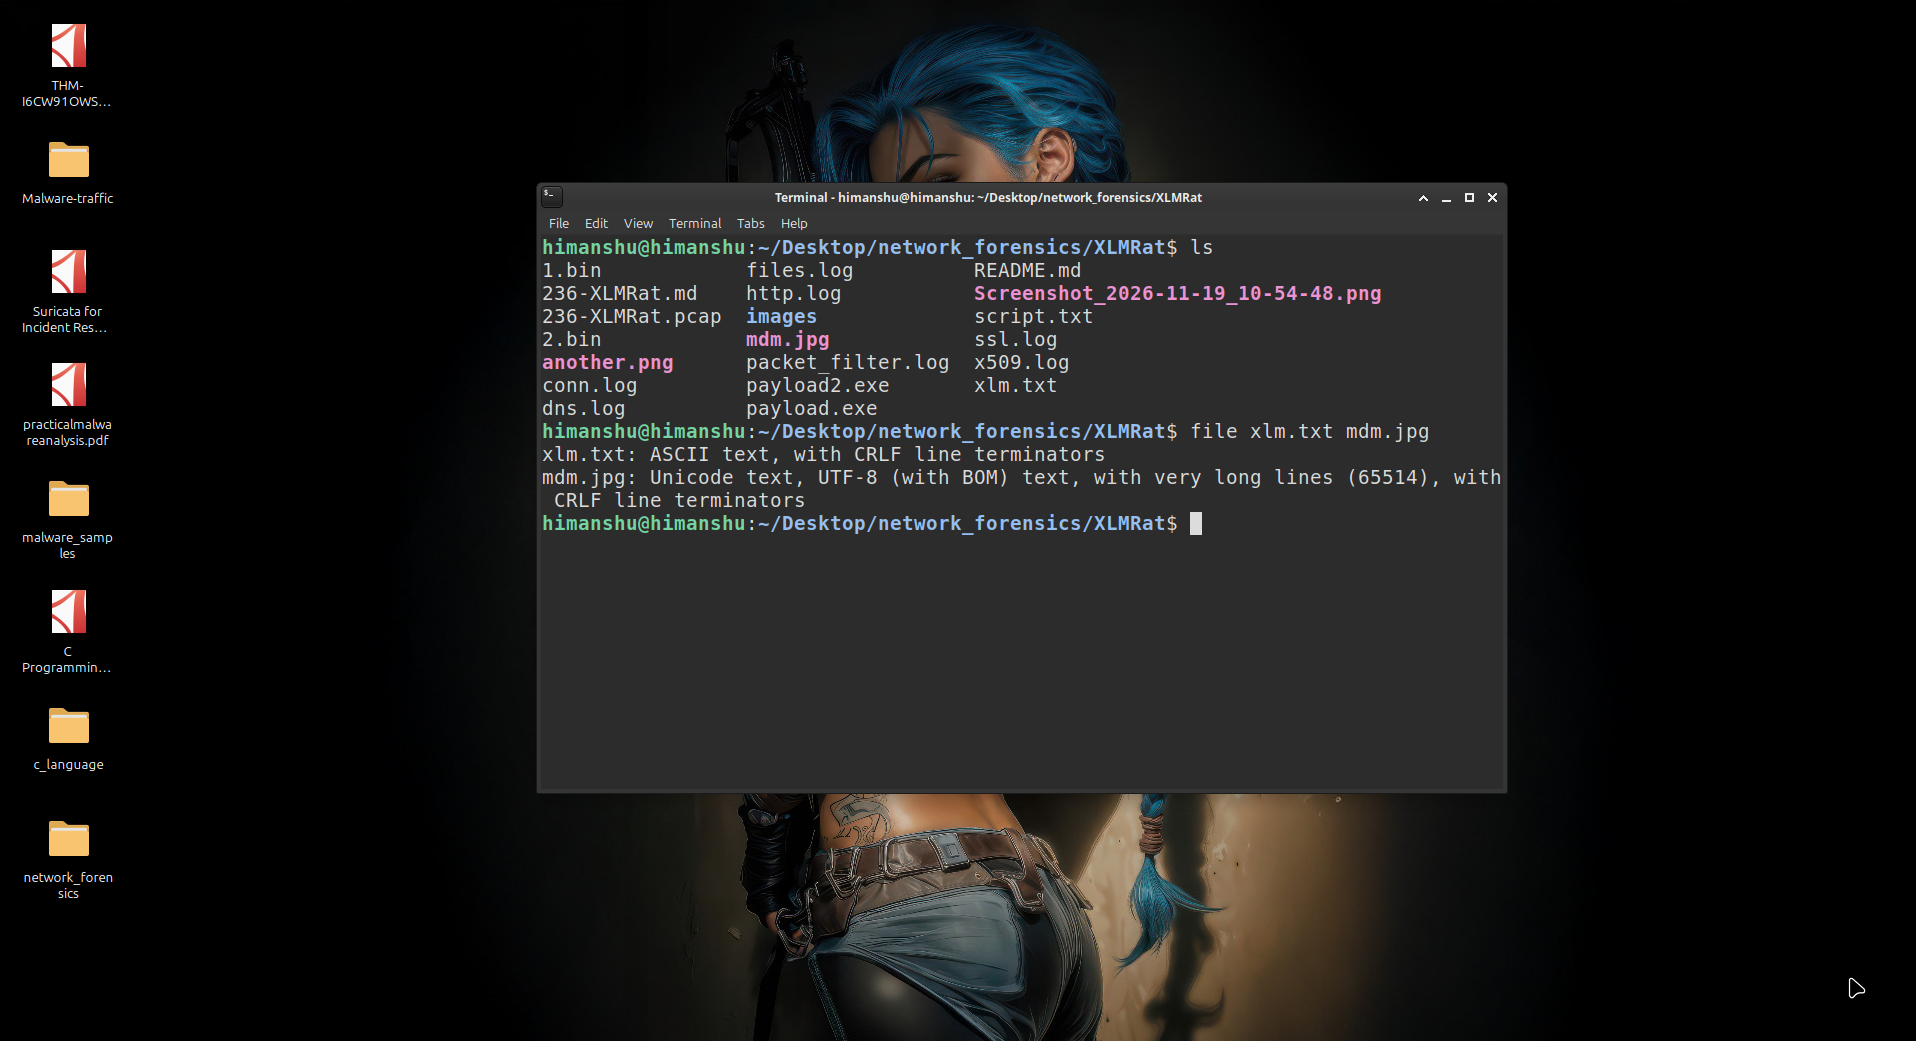 THM-
I6CW91OWS...
Malware-traffic
Suricata for
Incident Res...
practicalmalwa
reanalysis.pdf
malware_samp
les
C
Programmin...
c_language
network_foren
sics
Terminal - himanshu@himanshu: ~/Desktop/network_forensics/XLMRat
File Edit View Terminal Tabs Help
himanshu@himanshu:~/Desktop/network_forensics/XLMRat$ ls
1.bin files.log README.md
236-XLMRat.md http.log Screenshot_2026-11-19_10-54-48.png
236-XLMRat.pcap images script.txt
2.bin mdm.jpg ssl.log
another.png packet_filter.log x509.log
conn.log payload2.exe xlm.txt
dns.log payload.exe
himanshu@himanshu:~/Desktop/network_forensics/XLMRat$ file xlm.txt mdm.jpg
xlm.txt: ASCII text, with CRLF line terminators
mdm.jpg: Unicode text, UTF-8 (with BOM) text, with very long lines (65514), with
CRLF line terminators
himanshu@himanshu:~/Desktop/network_forensics/XLMRat$